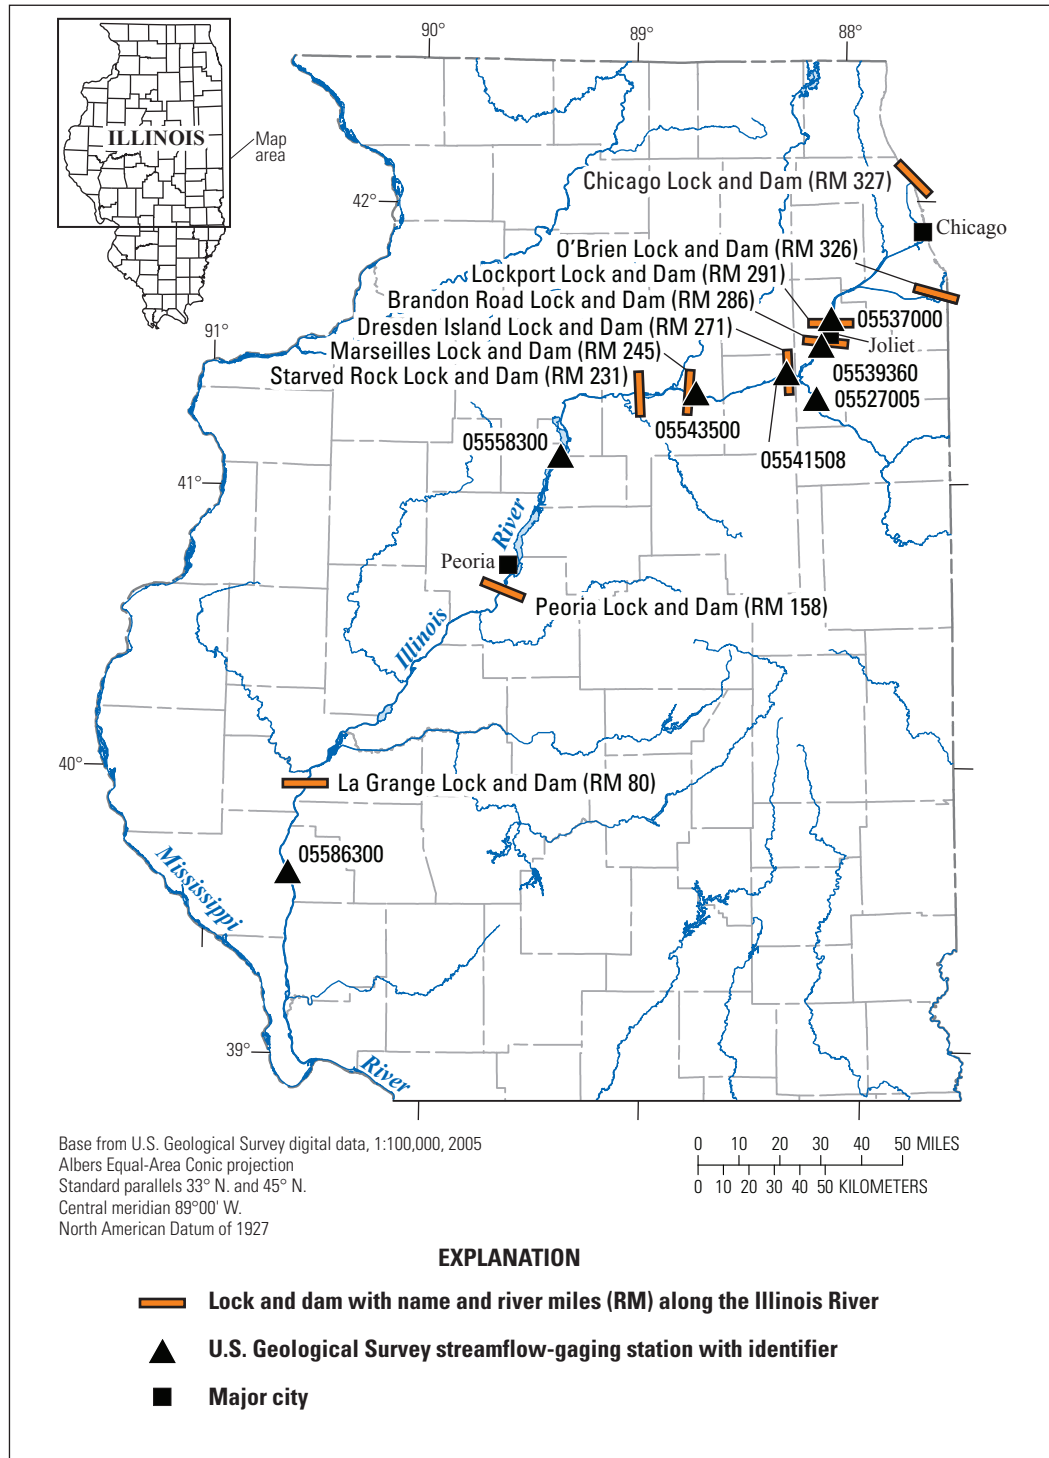 90°
89°
88°
ILLINOIS
Map
area
42°
Chicago Lock and Dam (RM 327)
Chicago
O'Brien Lock and Dam (RM 326)
Lockport Lock and Dam (RM 291)
Brandon Road Lock and Dam (RM 286)
05537000
Dresden Island Lock and Dam (RM 271)
91°
Joliet
Marseilles Lock and Dam (RM 245)
05539360
Starved Rock Lock and Dam (RM 231)
05527005
05543500
05558300
05541508
41°
River
Peoria
Peoria Lock and Dam (RM 158)
Illinois
40°
La Grange Lock and Dam (RM 80)
05586300
Mississippi
39°
River
Base from U.S. Geological Survey digital data, 1:100,000, 2005
Albers Equal-Area Conic projection
Standard parallels 33° N. and 45° N.
Central meridian 89°00' W.
North American Datum of 1927
0 10 20 30 40 50 MILES
0 10 20 30 40 50 KILOMETERS
EXPLANATION
Lock and dam with name and river miles (RM) along the Illinois River
U.S. Geological Survey streamflow-gaging station with identifier
Major city